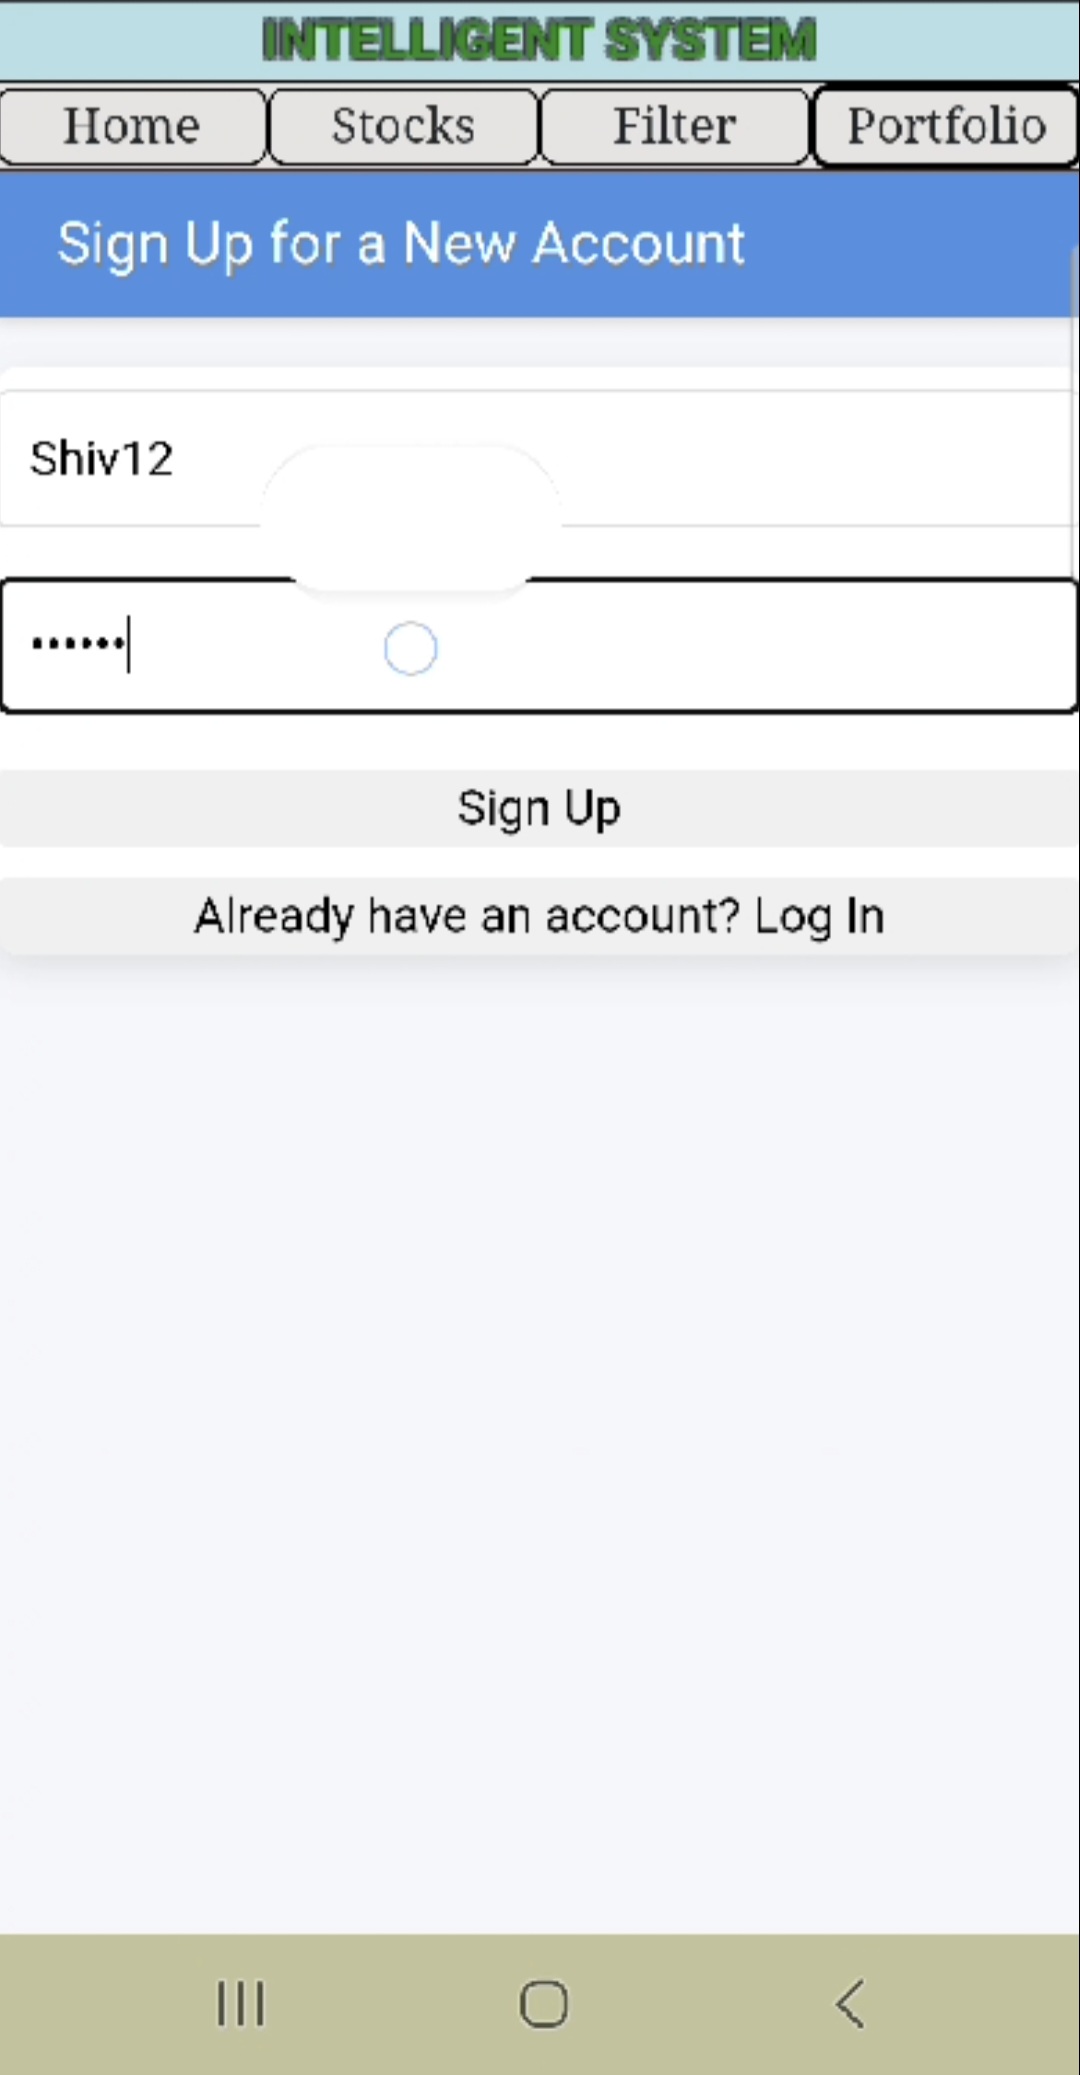 INTELLIGENT SYSTEM
Home Stocks Filter Portfolio
Sign Up for a New Account
Shiv12
••••••
Sign Up
Already have an account? Log In